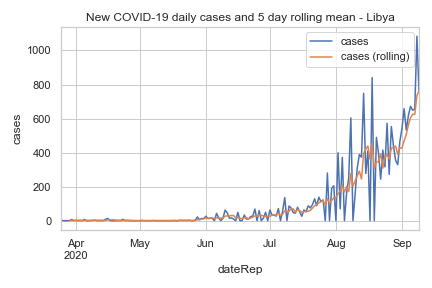 New COVID-19 daily cases and 5 day rolling mean - Libya
cases
cases (rolling)
1000
800
600
400
200
0
cases
Apr May Jun Jul Aug Sep
2020
dateRep